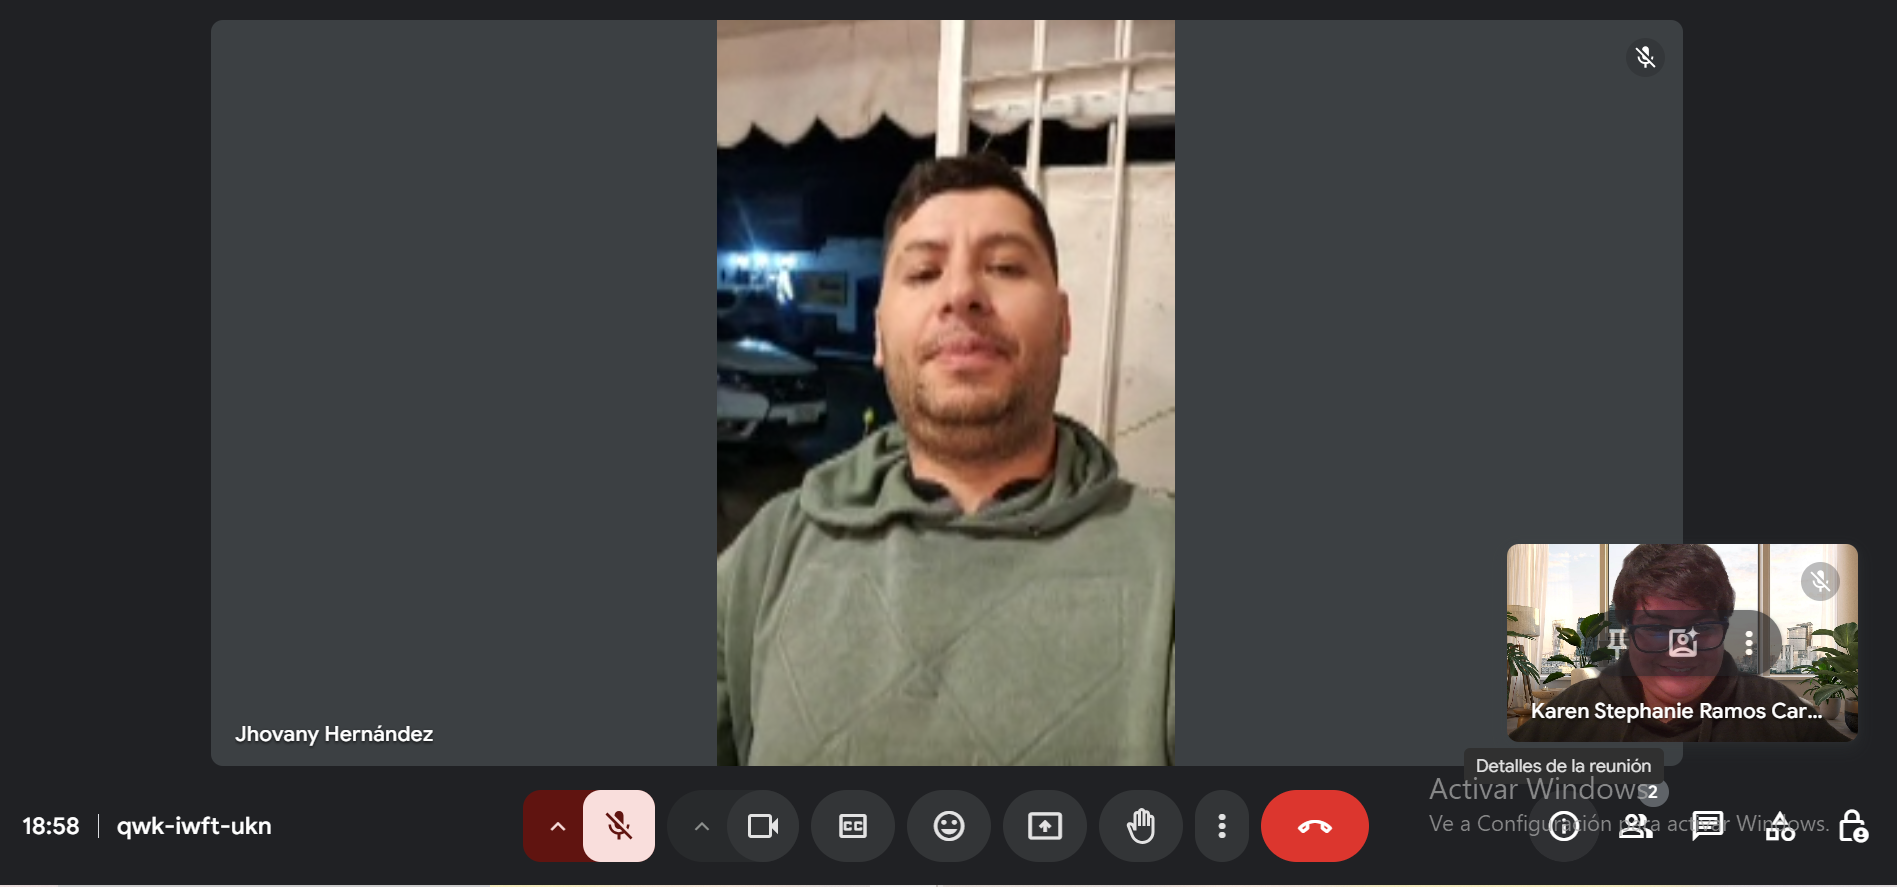 Jhovany Hernández
Karen Stephanie Ramos Car...
Detalles de la reunión
Activar Windows
Ve a Configuración para activar Windows.
2
18:58
qwk-iwft-ukn
CC